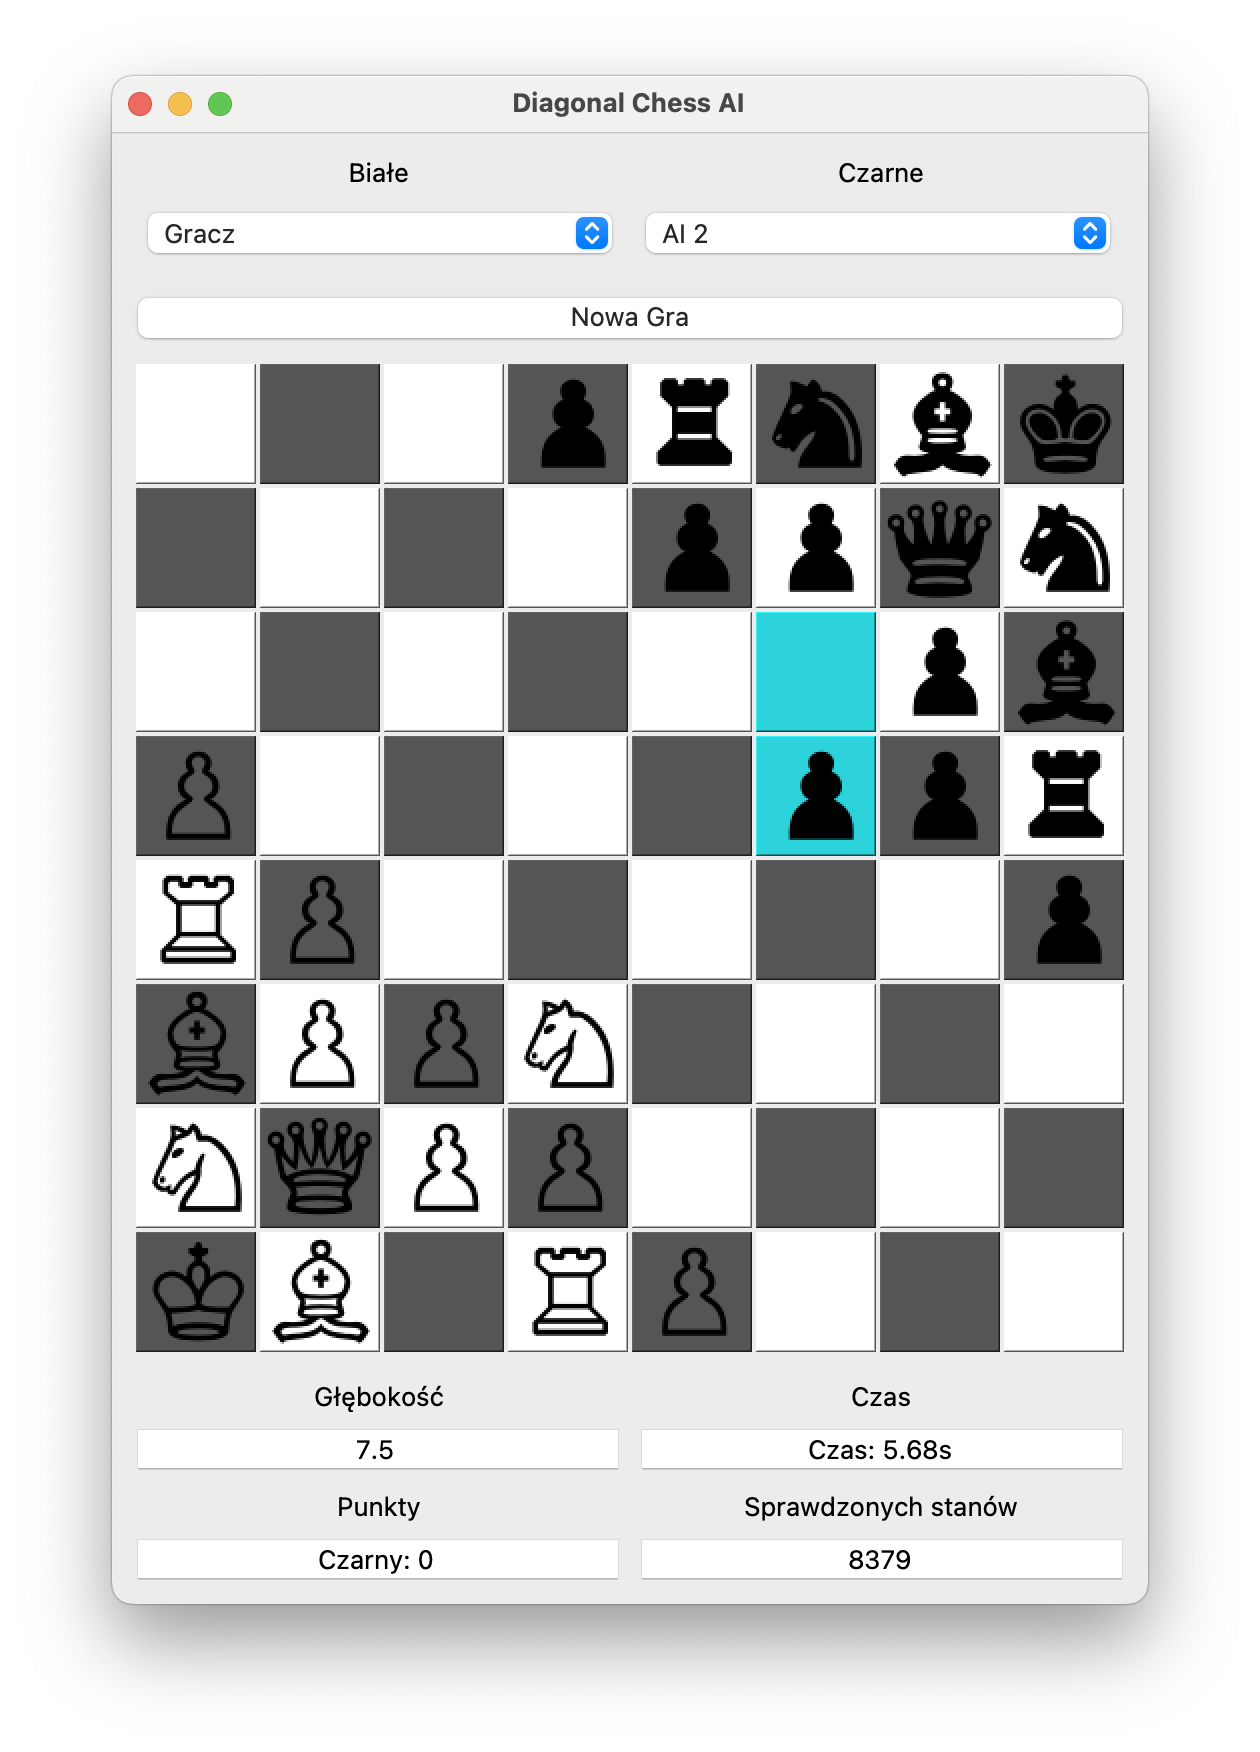 Diagonal Chess AI
Białe
Czarne
Gracz
AI 2
Nowa Gra
Głębokość
Czas
7.5
Czas: 5.68s
Punkty
Sprawdzonych stanów
Czarny: 0
8379